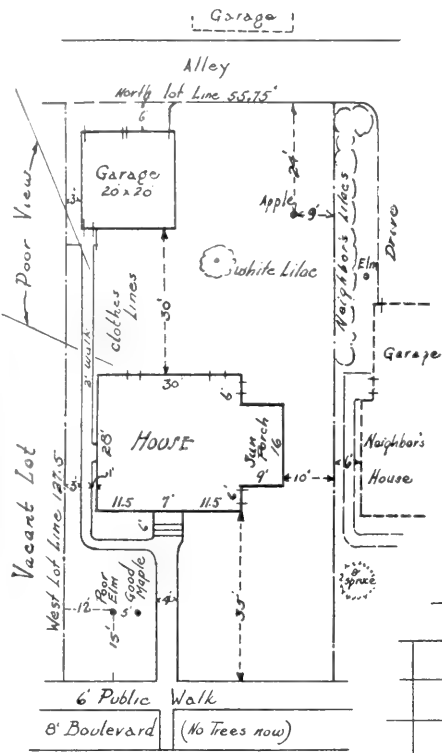 Garage
Alley
North Lot Line 55.75'
6'
Garage
20' x 20'
3'
Poor View
24'
Apple
9'
Neighbor's Lilacs
Drive
Elm
White Lilac
Clothes
Lines
30'
2' Walk
Garage
30
6'
HOUSE
28'
Sun Porch
16
9'
10'
6'
Neighbor's
House
3'
11.5 7' 11.5
6'
6'
Vacant Lot
West Lot Line 127.5
8'
spruce
Poor
Elm
Good
Maple
12'
5'
4'
15'
35'
6' Public Walk
8' Boulevard (No Trees now)